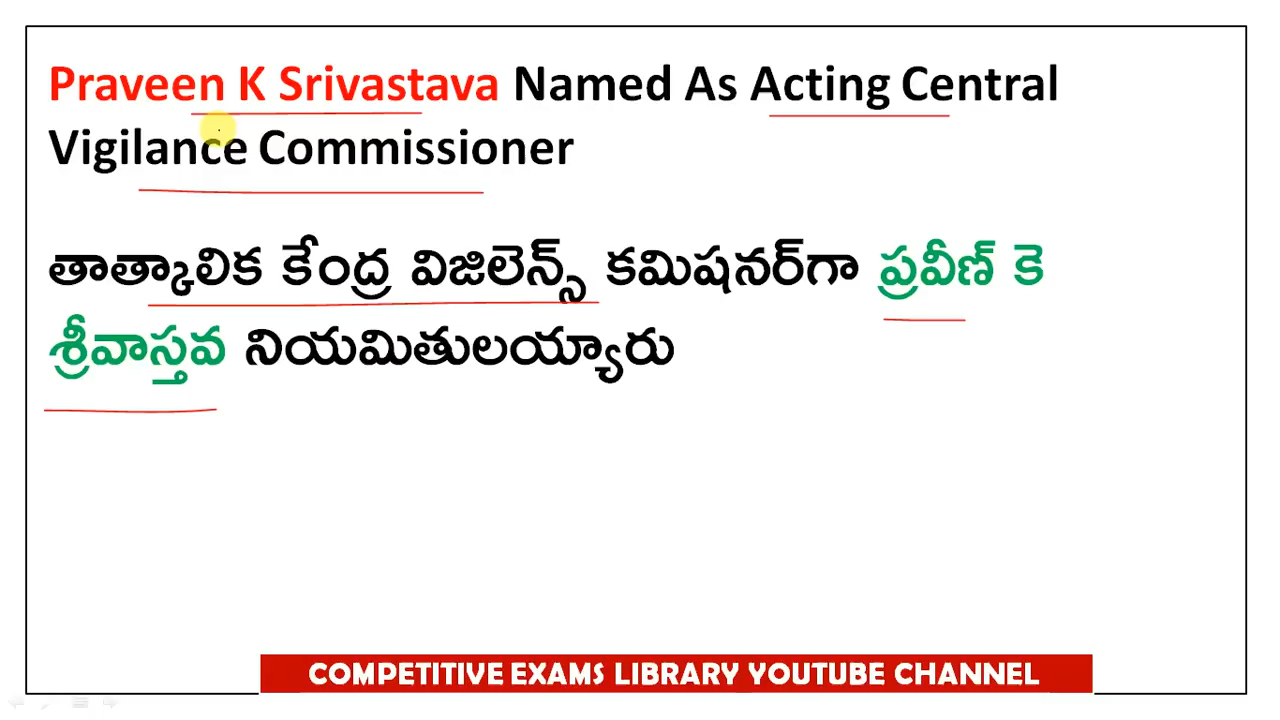 Praveen K Srivastava Named As Acting Central
Vigilance Commissioner
తాత్కాలిక కేంద్ర విజిలెన్స్ కమిషనర్‌గా ప్రవీణ్ కె
శ్రీవాస్తవ నియమితులయ్యారు
COMPETITIVE EXAMS LIBRARY YOUTUBE CHANNEL